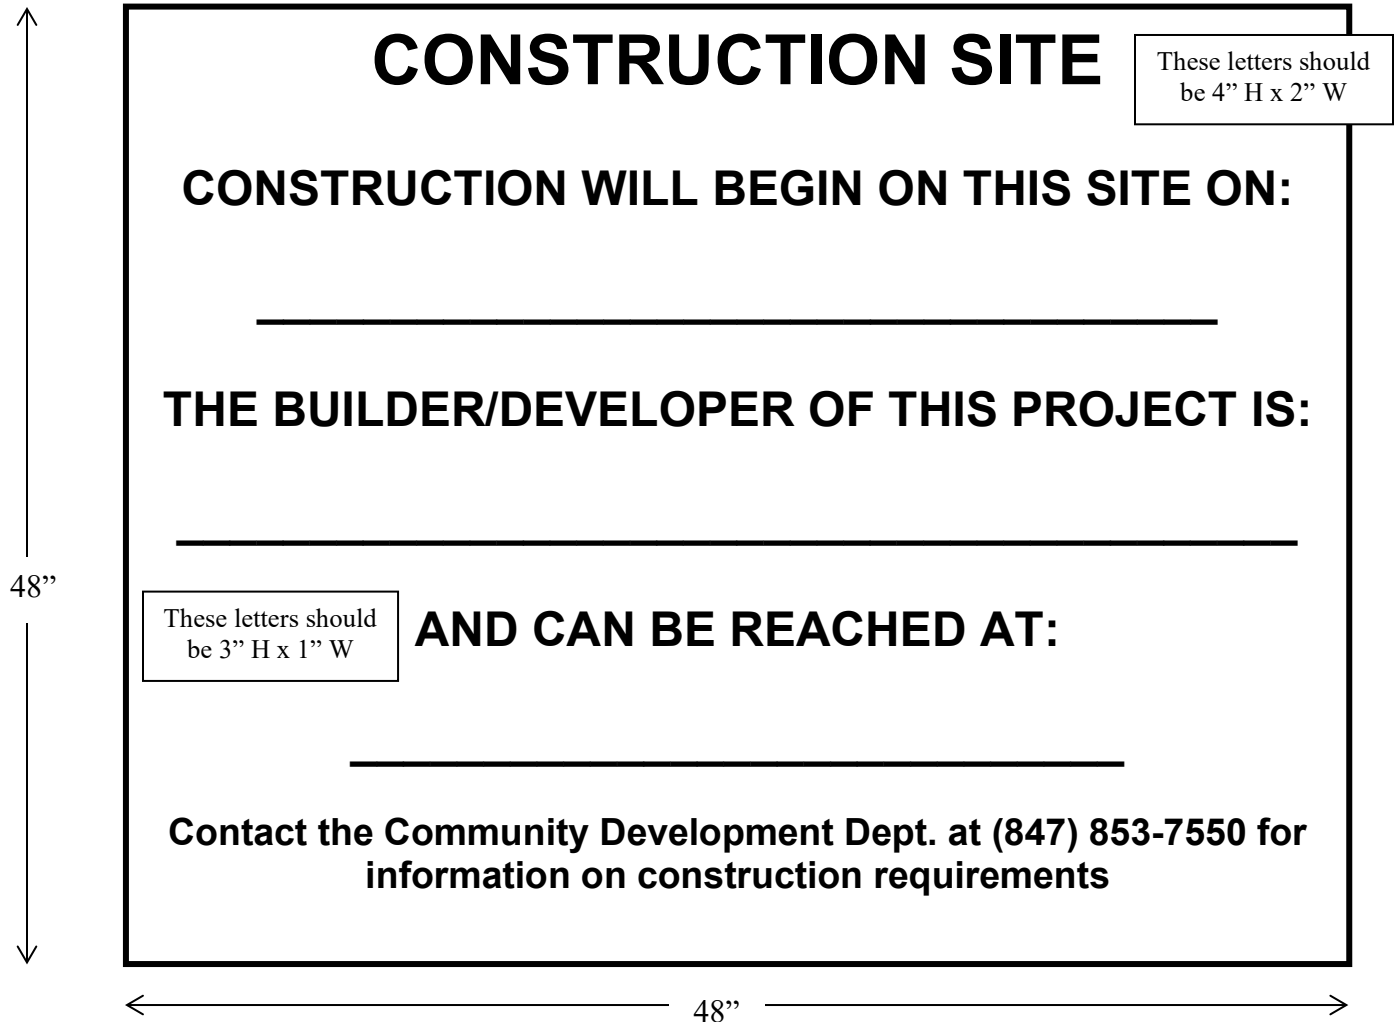 CONSTRUCTION SITE
These letters should
be 4” H x 2” W
CONSTRUCTION WILL BEGIN ON THIS SITE ON:
THE BUILDER/DEVELOPER OF THIS PROJECT IS:
48”
These letters should
be 3” H x 1” W
AND CAN BE REACHED AT:
Contact the Community Development Dept. at (847) 853-7550 for
information on construction requirements
48”